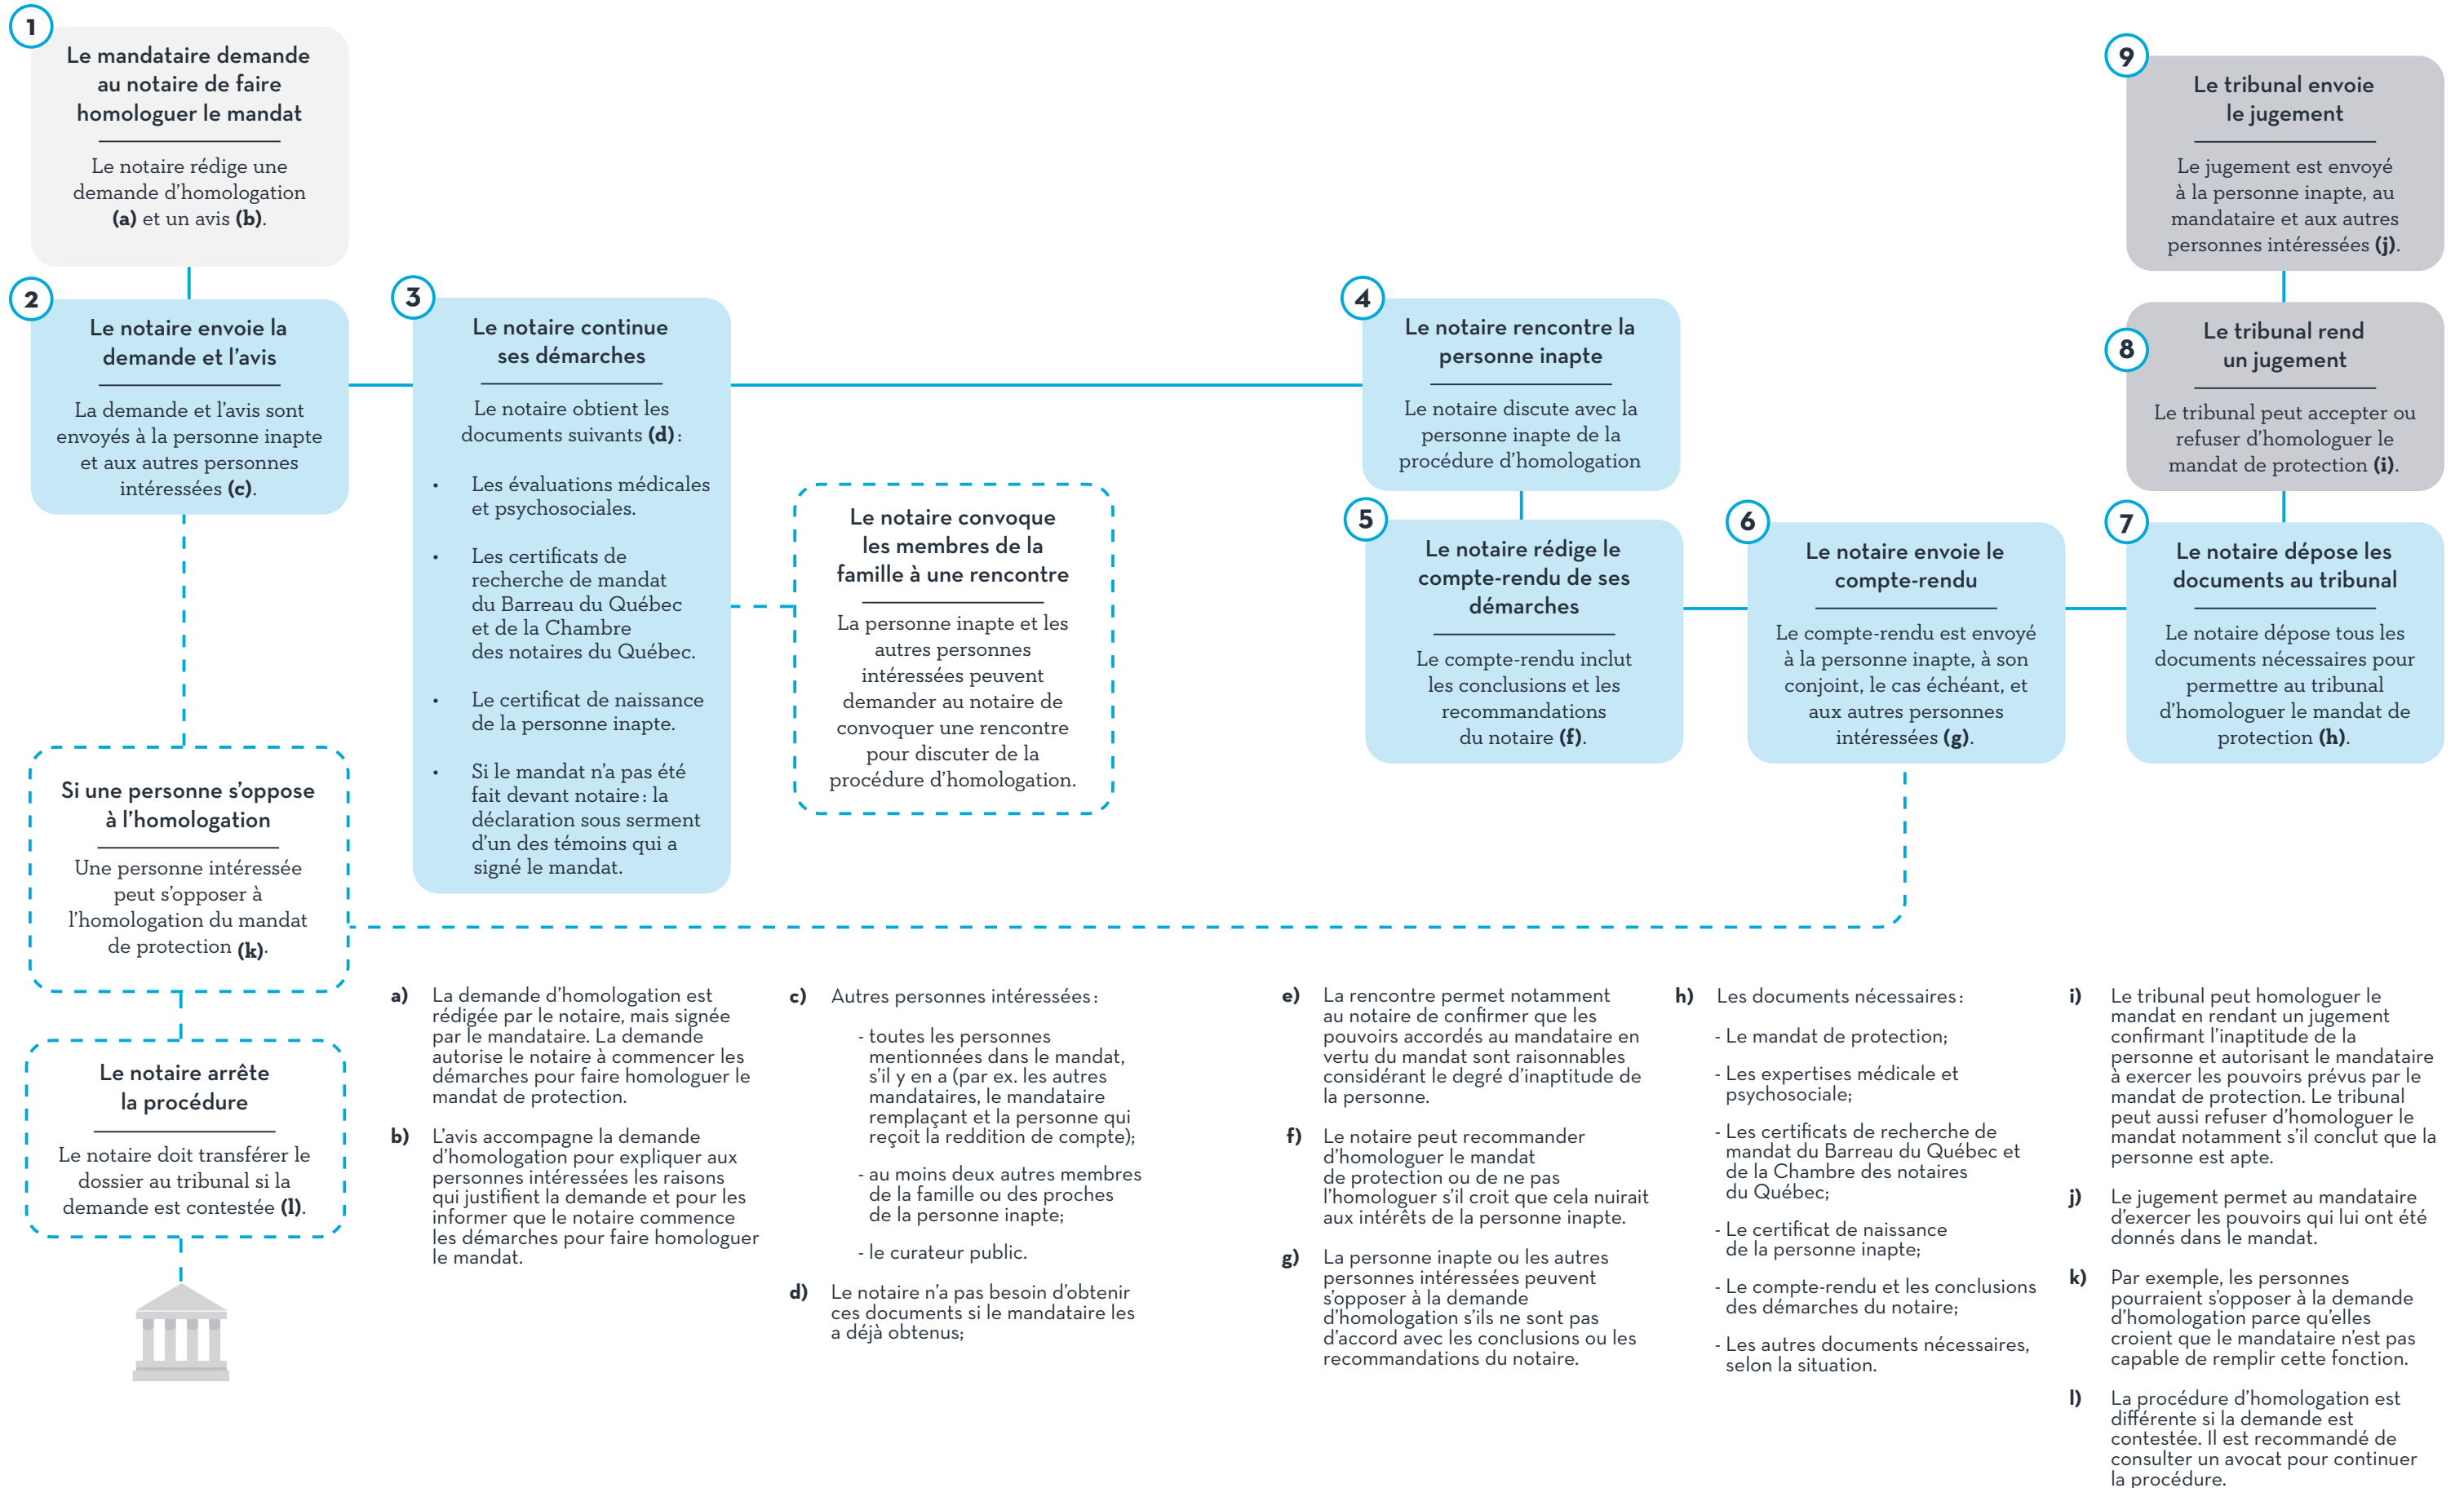 1
Le mandataire demande
au notaire de faire
homologuer le mandat
Le notaire rédige une
demande d'homologation
(a) et un avis (b).
2
Le notaire envoie la
demande et l'avis
La demande et l'avis sont
envoyés à la personne inapte
et aux autres personnes
intéressées (c).
3
Le notaire continue
ses démarches
Le notaire obtient les
documents suivants (d) :
• Les évaluations médicales
et psychosociales.
• Les certificats de
recherche de mandat
du Barreau du Québec
et de la Chambre
des notaires du Québec.
• Le certificat de naissance
de la personne inapte.
• Si le mandat n'a pas été
fait devant notaire : la
déclaration sous serment
d'un des témoins qui a
signé le mandat.
Le notaire convoque
les membres de la
famille à une rencontre
La personne inapte et les
autres personnes
intéressées peuvent
demander au notaire de
convoquer une rencontre
pour discuter de la
procédure d'homologation.
4
Le notaire rencontre la
personne inapte
Le notaire discute avec la
personne inapte de la
procédure d'homologation
5
Le notaire rédige le
compte-rendu de ses
démarches
Le compte-rendu inclut
les conclusions et les
recommandations
du notaire (f).
6
Le notaire envoie le
compte-rendu
Le compte-rendu est envoyé
à la personne inapte, à son
conjoint, le cas échéant, et
aux autres personnes
intéressées (g).
7
Le notaire dépose les
documents au tribunal
Le notaire dépose tous les
documents nécessaires pour
permettre au tribunal
d'homologuer le mandat de
protection (h).
8
Le tribunal rend
un jugement
Le tribunal peut accepter ou
refuser d'homologuer le
mandat de protection (i).
9
Le tribunal envoie
le jugement
Le jugement est envoyé
à la personne inapte, au
mandataire et aux autres
personnes intéressées (j).
Si une personne s'oppose
à l'homologation
Une personne intéressée
peut s'opposer à
l'homologation du mandat
de protection (k).
Le notaire arrête
la procédure
Le notaire doit transférer le
dossier au tribunal si la
demande est contestée (l).
a) La demande d'homologation est
rédigée par le notaire, mais signée
par le mandataire. La demande
autorise le notaire à commencer les
démarches pour faire homologuer le
mandat de protection.
b) L'avis accompagne la demande
d'homologation pour expliquer aux
personnes intéressées les raisons
qui justifient la demande et pour les
informer que le notaire commence
les démarches pour faire homologuer
le mandat.
c) Autres personnes intéressées :
- toutes les personnes
mentionnées dans le mandat,
s'il y en a (par ex. les autres
mandataires, le mandataire
remplaçant et la personne qui
reçoit la reddition de compte);
- au moins deux autres membres
de la famille ou des proches
de la personne inapte;
- le curateur public.
d) Le notaire n'a pas besoin d'obtenir
ces documents si le mandataire les
a déjà obtenus;
e) La rencontre permet notamment
au notaire de confirmer que les
pouvoirs accordés au mandataire en
vertu du mandat sont raisonnables
considérant le degré d'inaptitude de
la personne.
f) Le notaire peut recommander
d'homologuer le mandat
de protection ou de ne pas
l'homologuer s'il croit que cela nuirait
aux intérêts de la personne inapte.
g) La personne inapte ou les autres
personnes intéressées peuvent
s'opposer à la demande
d'homologation s'ils ne sont pas
d'accord avec les conclusions ou les
recommandations du notaire.
h) Les documents nécessaires :
- Le mandat de protection;
- Les expertises médicale et
psychosociale;
- Les certificats de recherche de
mandat du Barreau du Québec et
de la Chambre des notaires
du Québec;
- Le certificat de naissance
de la personne inapte;
- Le compte-rendu et les conclusions
des démarches du notaire;
- Les autres documents nécessaires,
selon la situation.
i) Le tribunal peut homologuer le
mandat en rendant un jugement
confirmant l'inaptitude de la
personne et autorisant le mandataire
à exercer les pouvoirs prévus par le
mandat de protection. Le tribunal
peut aussi refuser d'homologuer le
mandat notamment s'il conclut que la
personne est apte.
j) Le jugement permet au mandataire
d'exercer les pouvoirs qui lui ont été
donnés dans le mandat.
k) Par exemple, les personnes
pourraient s'opposer à la demande
d'homologation parce qu'elles
croient que le mandataire n'est pas
capable de remplir cette fonction.
l) La procédure d'homologation est
différente si la demande est
contestée. Il est recommandé de
consulter un avocat pour continuer
la procédure.